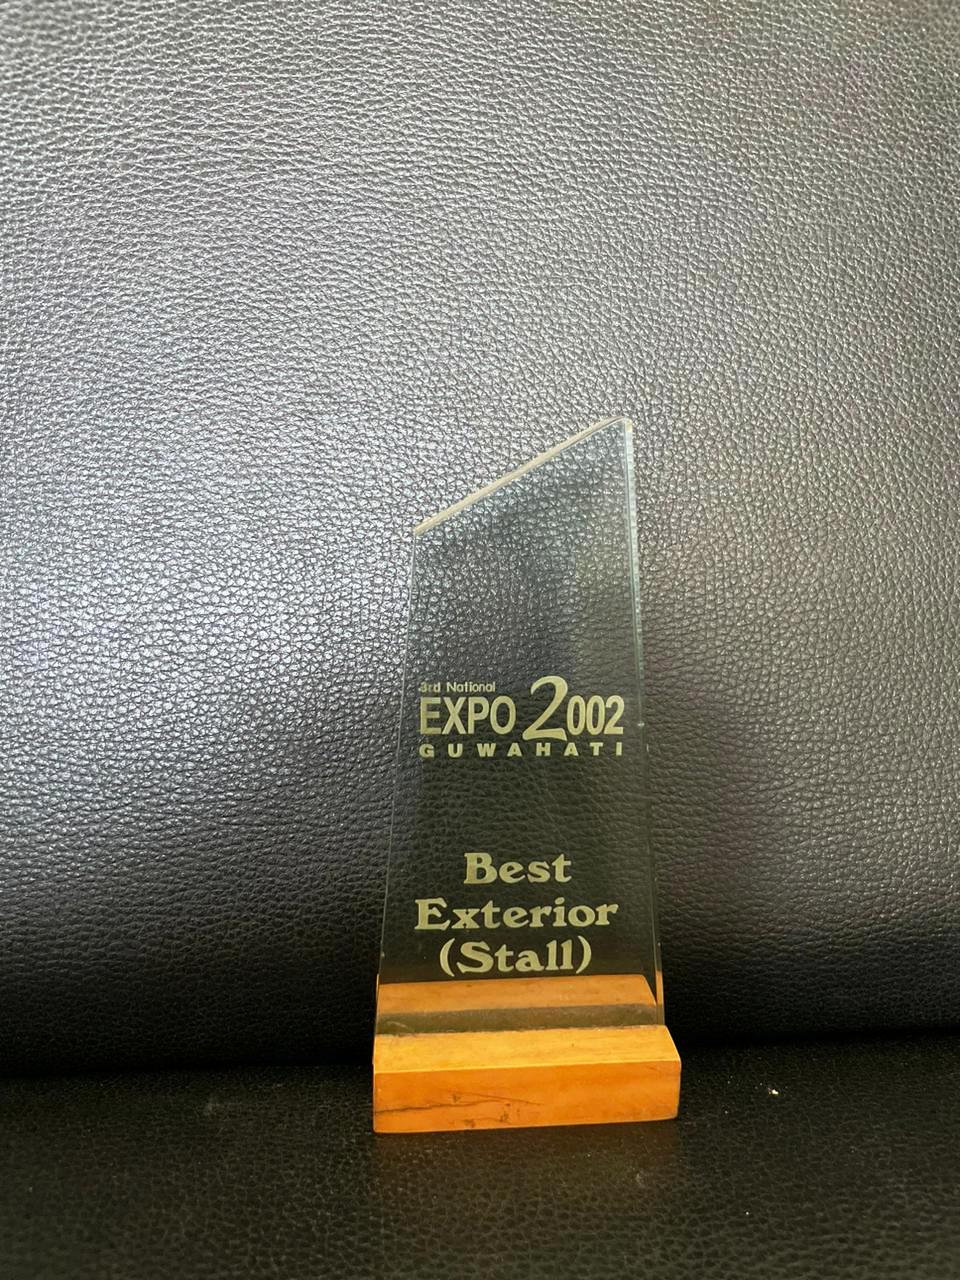 3rd National
EXPO 2002
GUWAHATI
Best
Exterior
(Stall)